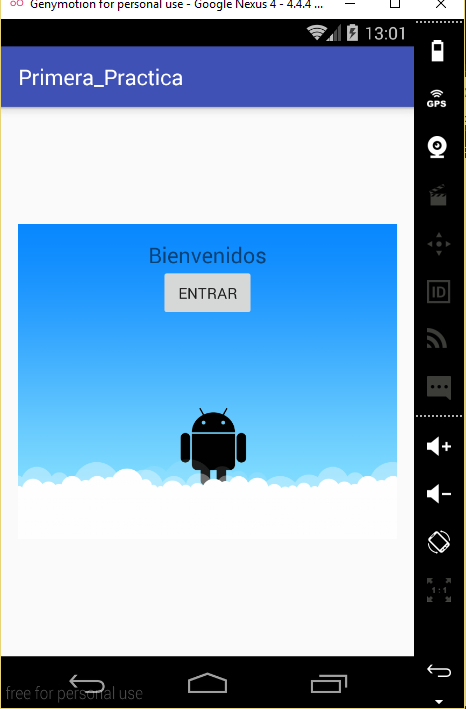 Genymotion for personal use - Google Nexus 4 - 4.4.4 ...
13:01
Primera_Practica
GPS
Bienvenidos
ENTRAR
ID
1:1
free for personal use